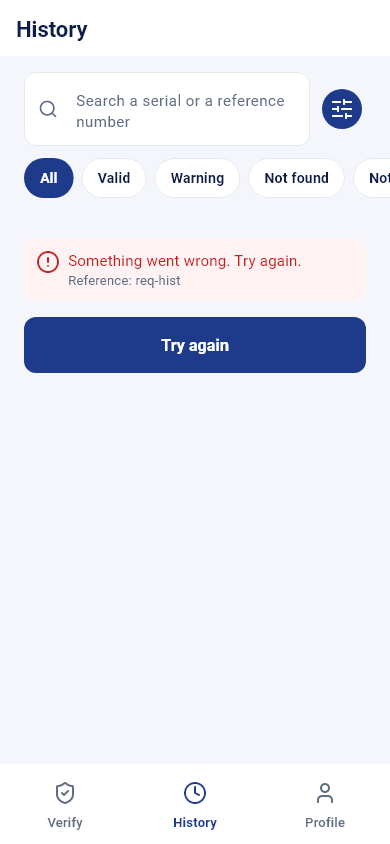 History
Search a serial or a reference
number
All
Valid
Warning
Not found
Not
Something went wrong. Try again.
Reference: req-hist
Try again
Verify
History
Profile